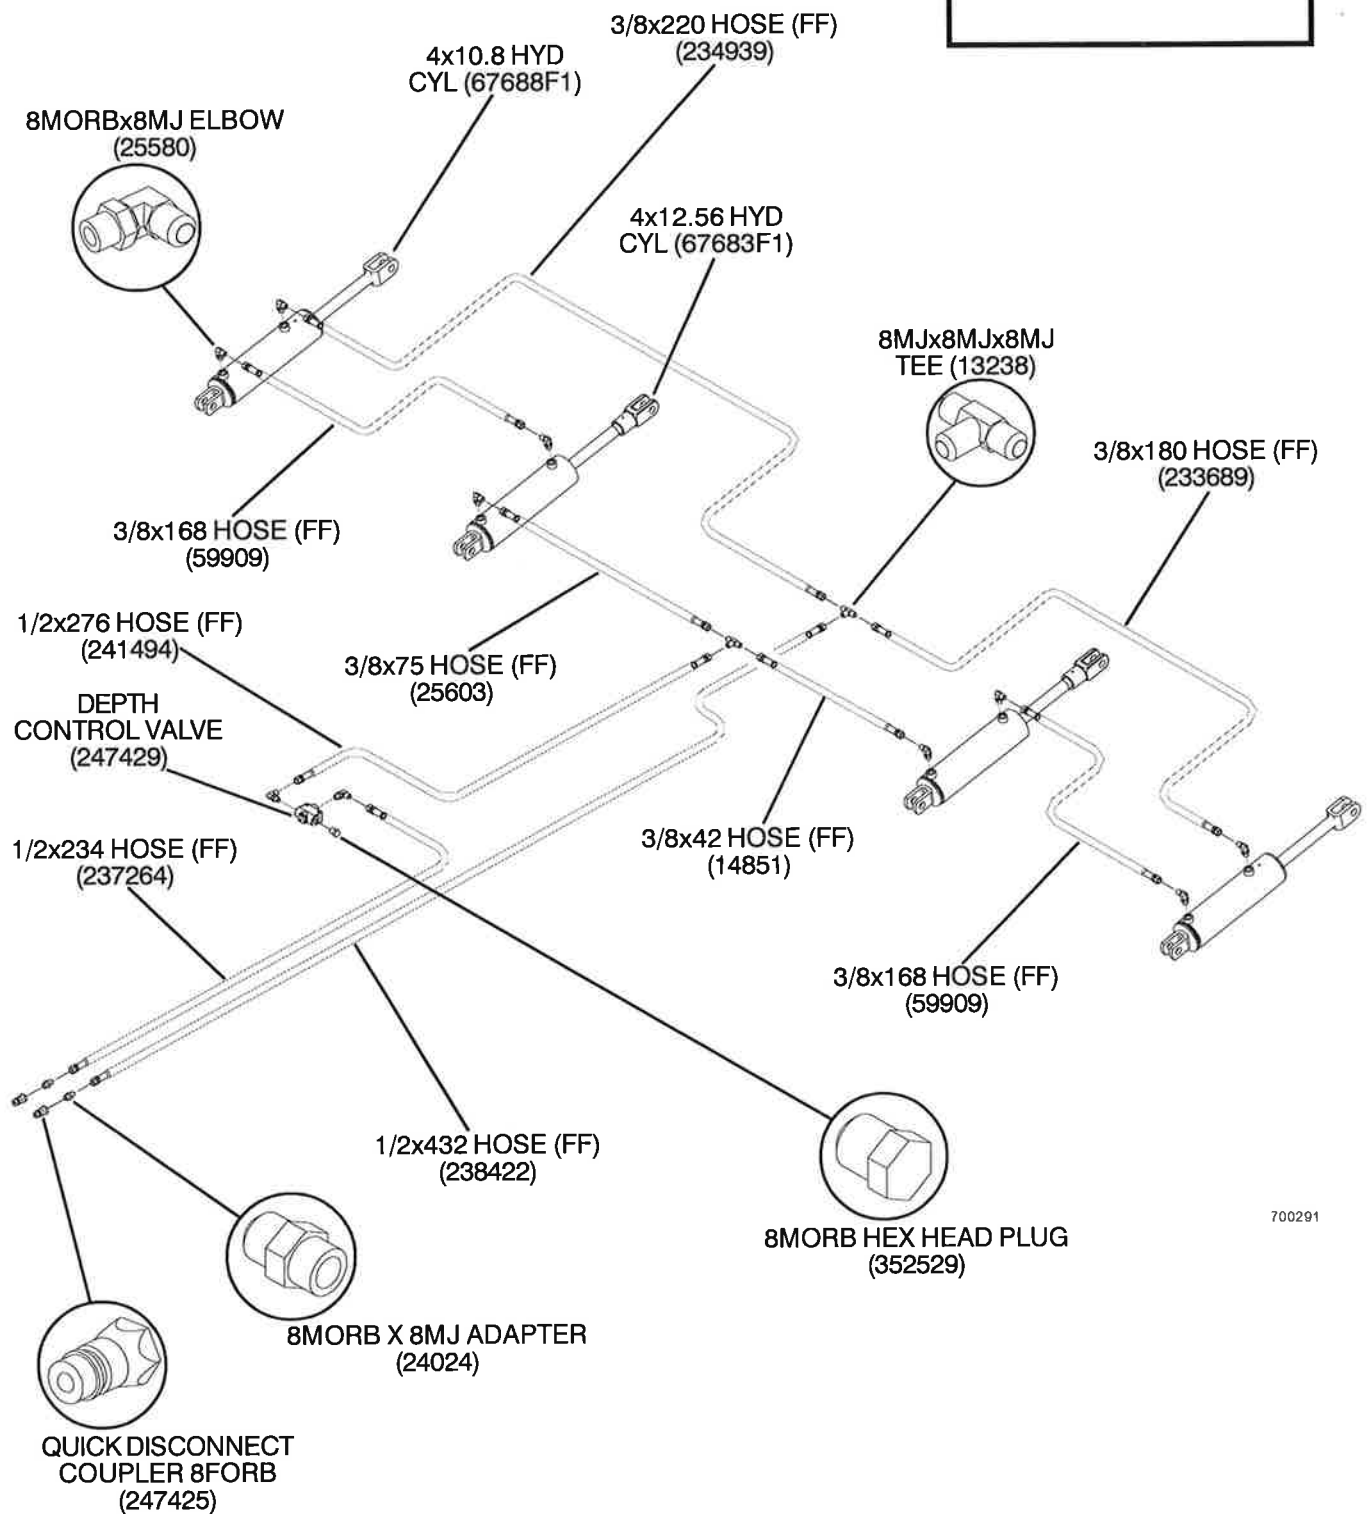 3/8x220 HOSE (FF)
(234939)
4x10.8 HYD
CYL (67688F1)
8MORBx8MJ ELBOW
(25580)
4x12.56 HYD
CYL (67683F1)
8MJx8MJx8MJ
TEE (13238)
3/8x180 HOSE (FF)
(233689)
3/8x168 HOSE (FF)
(59909)
1/2x276 HOSE (FF)
(241494)
3/8x75 HOSE (FF)
(25603)
DEPTH
CONTROL VALVE
(247429)
1/2x234 HOSE (FF)
(237264)
3/8x42 HOSE (FF)
(14851)
3/8x168 HOSE (FF)
(59909)
1/2x432 HOSE (FF)
(238422)
8MORB HEX HEAD PLUG
(352529)
700291
8MORB X 8MJ ADAPTER
(24024)
QUICK DISCONNECT
COUPLER 8FORB
(247425)